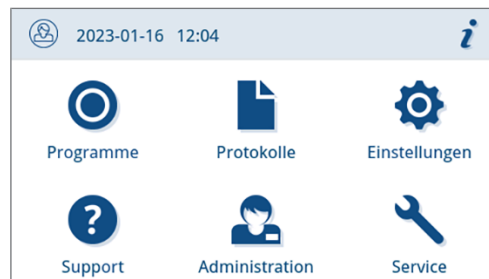 2023-01-16 12:04 i
Programme Protokolle Einstellungen
?
Support Administration Service